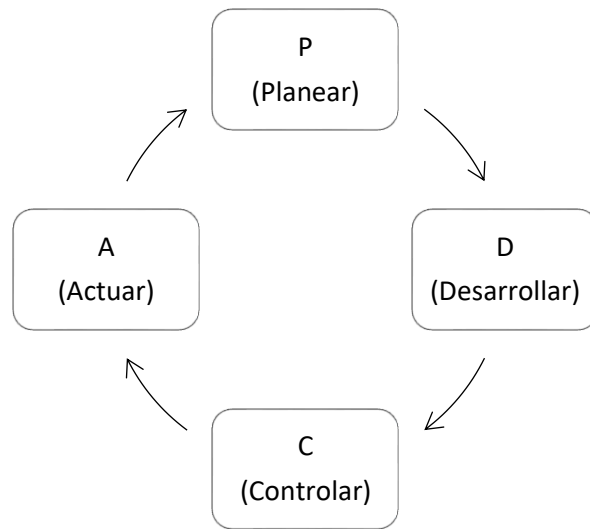 P
(Planear)
D
(Desarrollar)
C
(Controlar)
A
(Actuar)